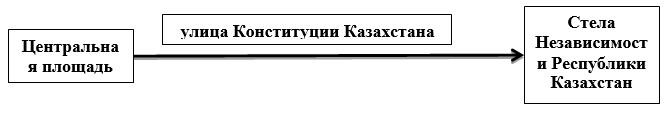 Центральна
я площадь
улица Конституции Казахстана
Стела
Независимост
и Республики
Казахстан